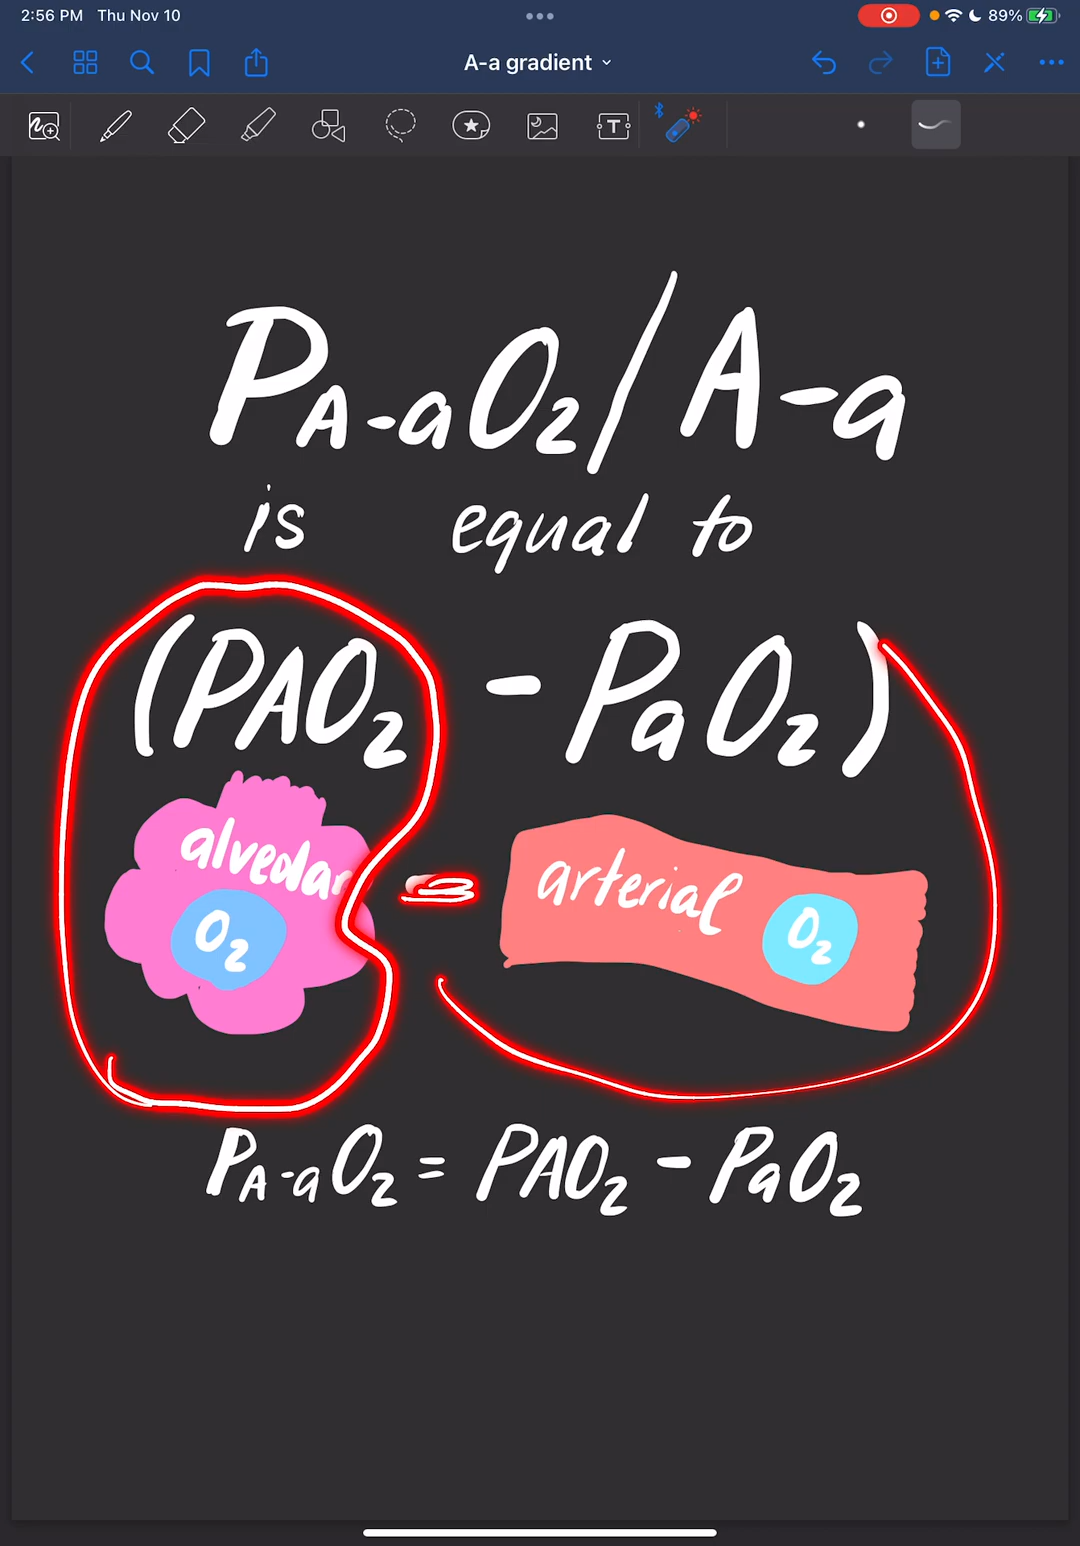 2:56 PM Thu Nov 10
89%
A-a gradient
T
PA-aO2/A-a
is equal to
(PAO2 - PaO2)
alveolar - arterial
O2 O2
PA-aO2 = PAO2 - PaO2